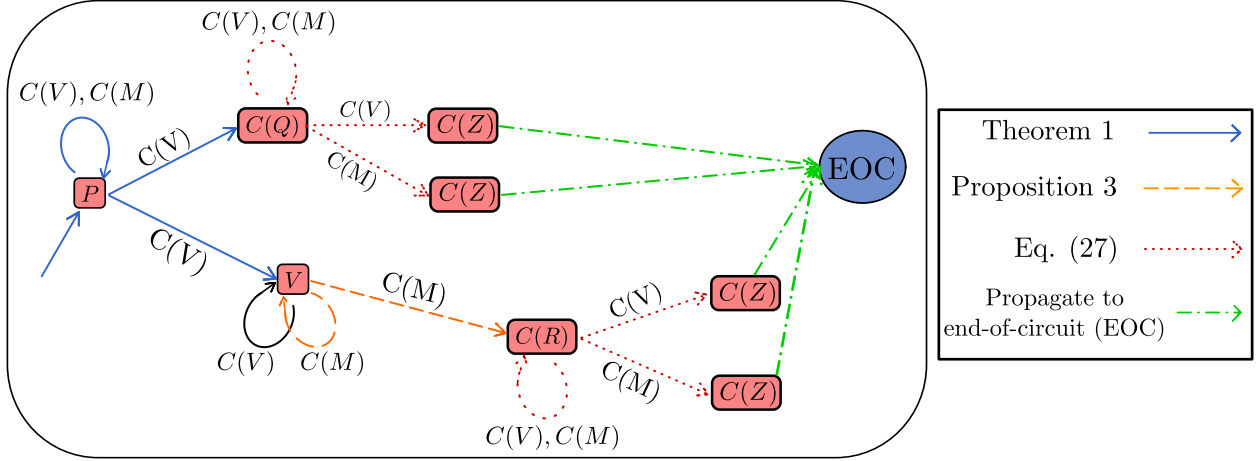 C(V), C(M)
C(V), C(M)
C(V)
C(Q)
C(V)
C(Z)
C(M)
C(Z)
P
EOC
C(V)
V
C(M)
C(V)
C(M)
C(R)
C(V)
C(Z)
C(M)
C(Z)
C(V), C(M)
Theorem 1
Proposition 3
Eq. (27)
Propagate to
end-of-circuit (EOC)